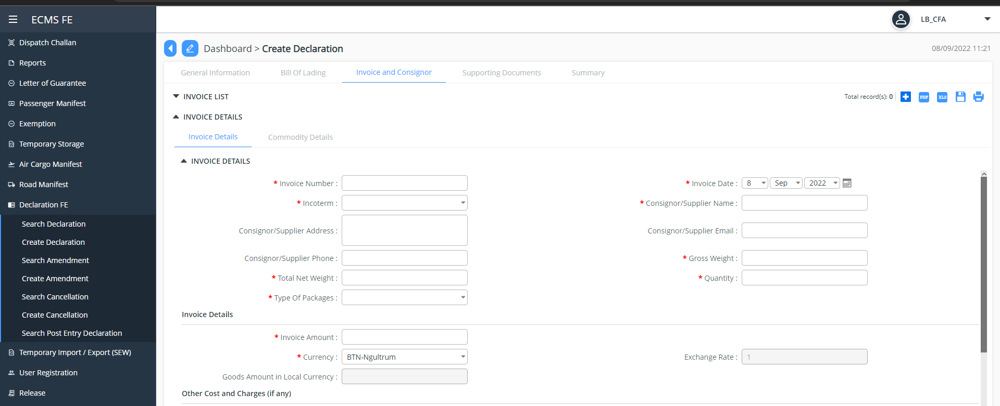 ECMS FE
LB_CFA
Dispatch Challan
Reports
Letter of Guarantee
Passenger Manifest
Exemption
Temporary Storage
Air Cargo Manifest
Road Manifest
Declaration FE
Search Declaration
Create Declaration
Search Amendment
Create Amendment
Search Cancellation
Create Cancellation
Search Post Entry Declaration
Temporary Import / Export (SEW)
User Registration
Release
Dashboard > Create Declaration
08/09/2022 11:21
General Information Bill Of Lading Invoice and Consignor Supporting Documents Summary
INVOICE LIST
Total record(s): 0 PDF XLS
INVOICE DETAILS
Invoice Details Commodity Details
INVOICE DETAILS
* Invoice Number : * Invoice Date : 8 Sep 2022
* Incoterm : * Consignor/Supplier Name :
Consignor/Supplier Address : Consignor/Supplier Email :
Consignor/Supplier Phone : * Gross Weight :
* Total Net Weight : * Quantity :
* Type Of Packages :
Invoice Details
* Invoice Amount :
* Currency : BTN-Ngultrum Exchange Rate : 1
Goods Amount in Local Currency :
Other Cost and Charges (if any)